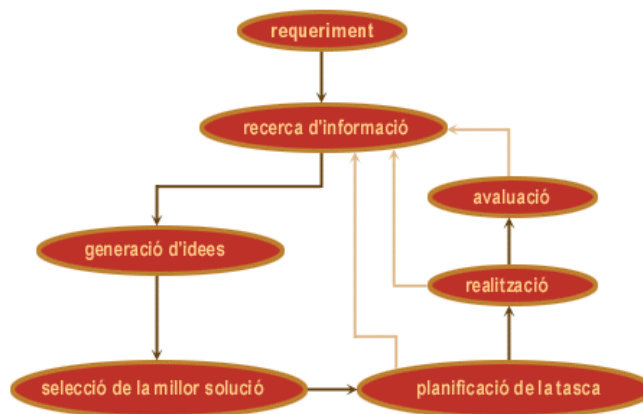 requeriment
recerca d'informació
avaluació
generació d'idees
realització
selecció de la millor solució
planificació de la tasca